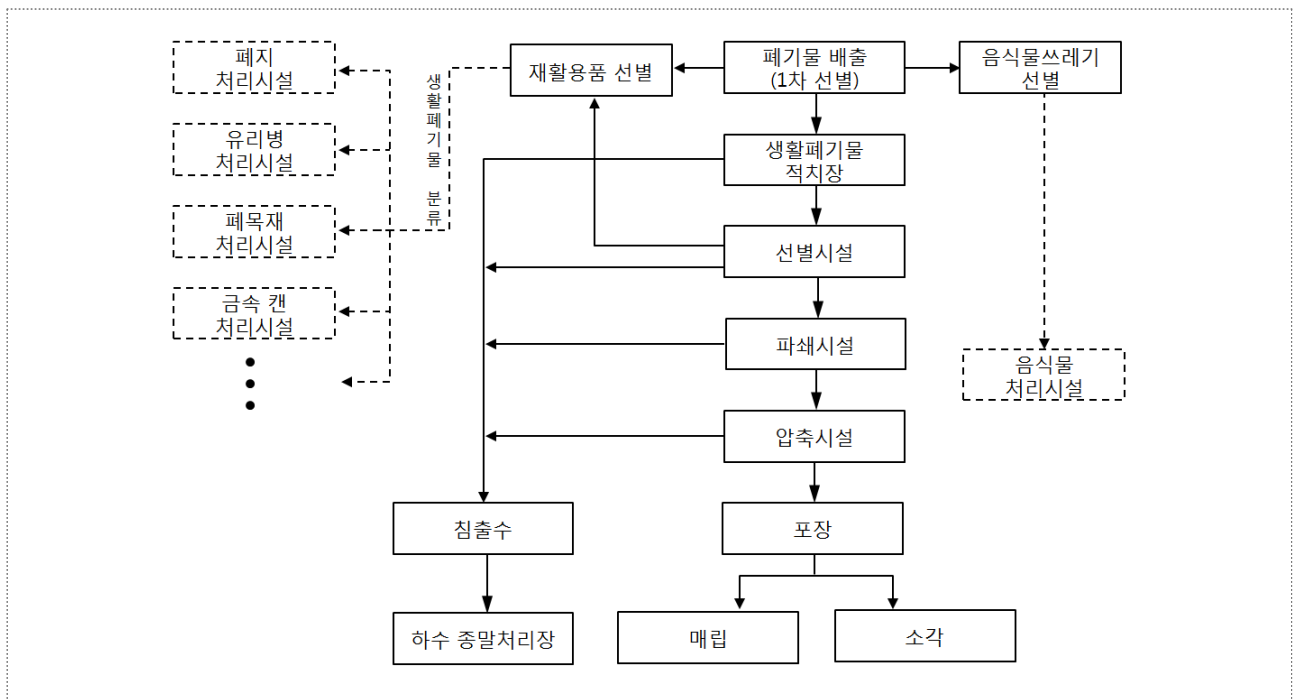 폐지
처리시설
재활용품 선별
폐기물 배출
(1차 선별)
음식물쓰레기
선별
생활폐기물 분류
유리병
처리시설
생활폐기물
적치장
폐목재
처리시설
선별시설
금속 캔
처리시설
파쇄시설
음식물
처리시설
압축시설
침출수
포장
하수 종말처리장
매립
소각